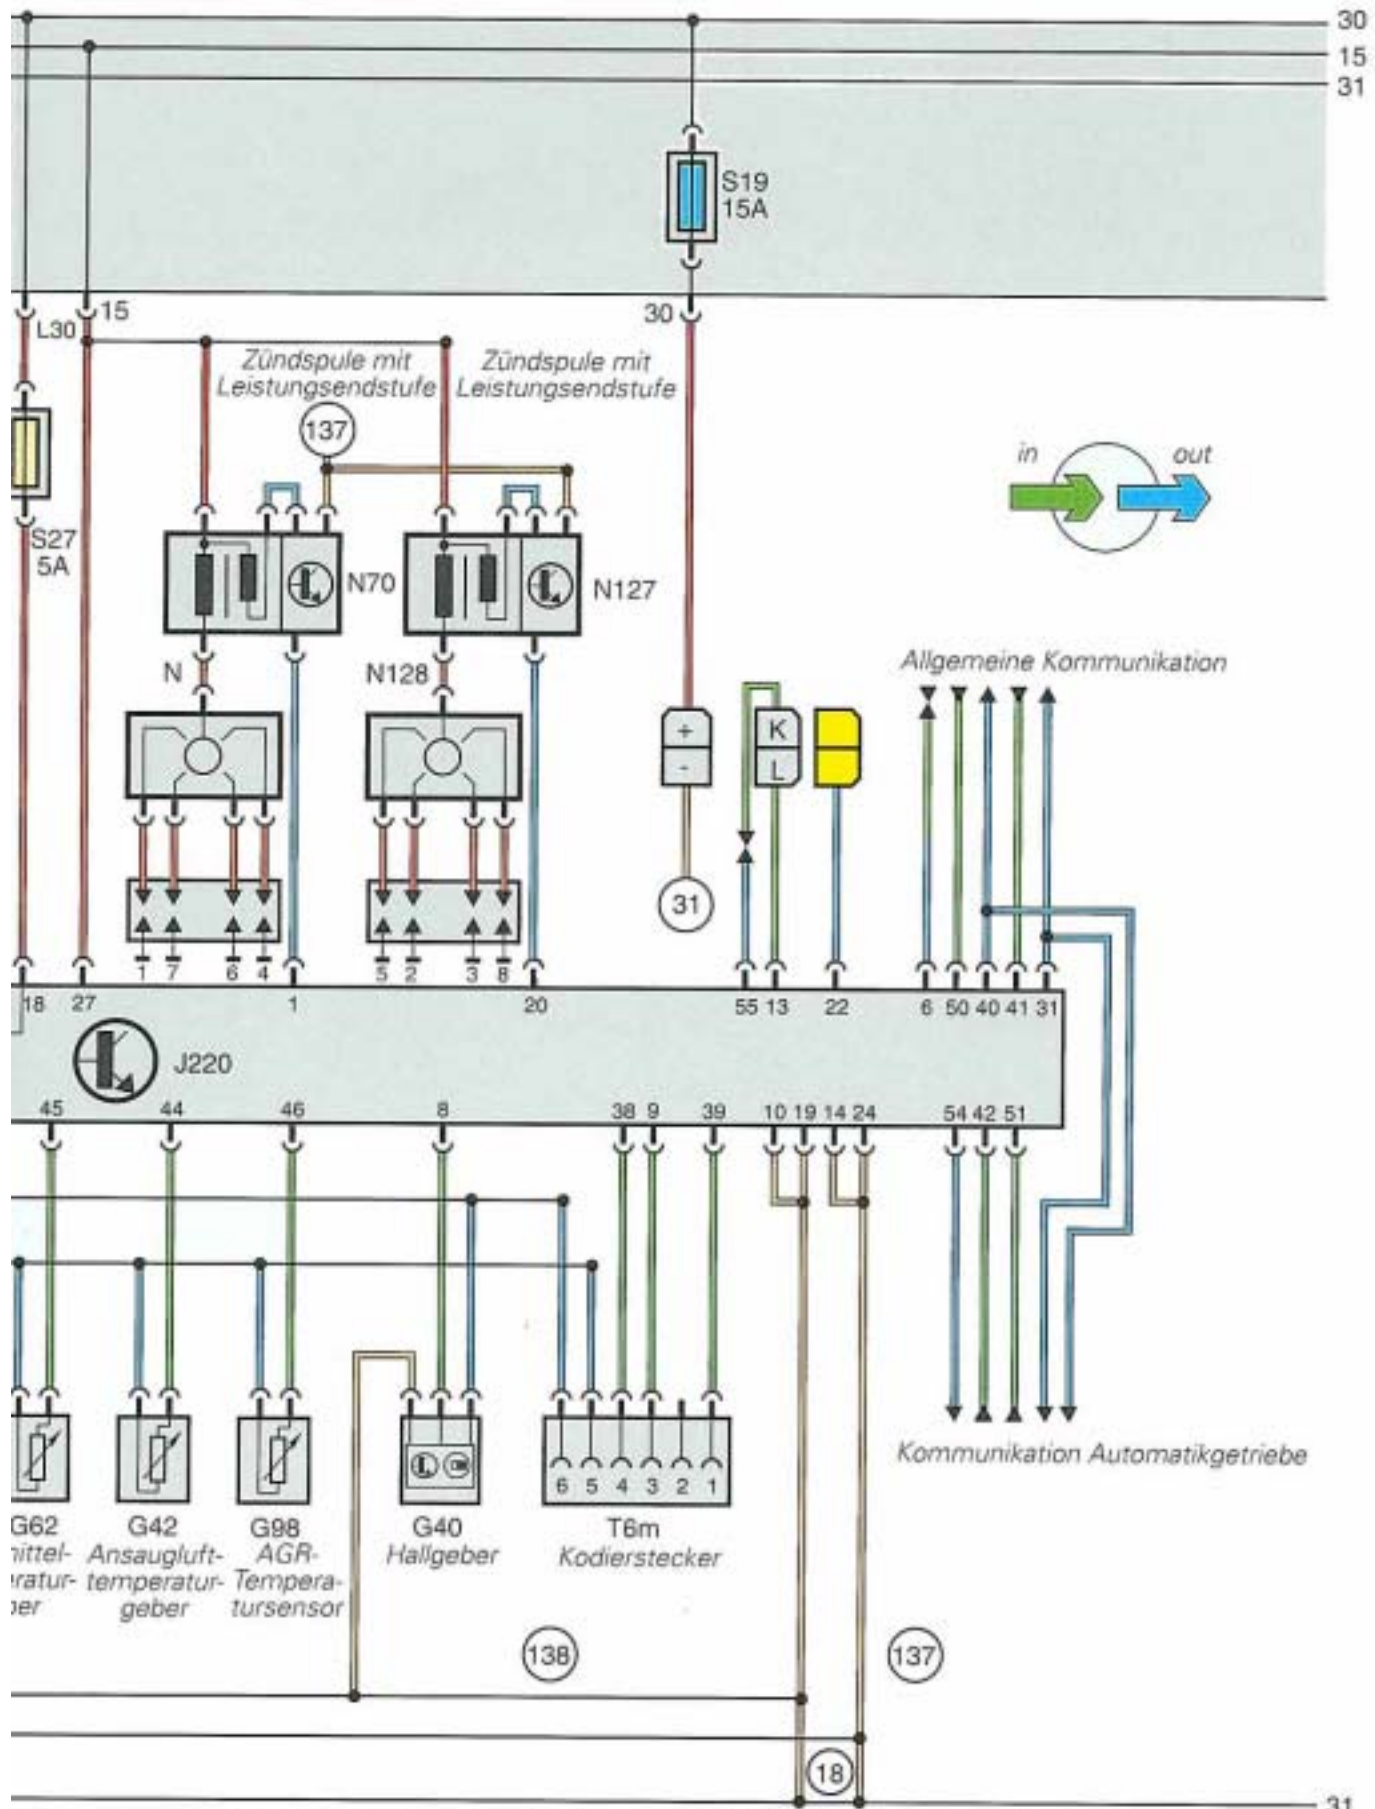 30
15
31
S19
15A
15
L30
30
Zündspule mit
Leistungsendstufe
Zündspule mit
Leistungsendstufe
137
in
out
S27
5A
N70
N127
N
N128
Allgemeine Kommunikation
+
-
K
L
31
1 7 6 4
5 2 3 8
18 27 1 20 55 13 22 6 50 40 41 31
J220
45 44 46 8 38 9 39 10 19 14 24 54 42 51
6 5 4 3 2 1
Kommunikation Automatikgetriebe
G62
G42
Ansaugluft-
temperatur-
geber
G98
AGR-
Tempera-
tursensor
G40
Hallgeber
T6m
Kodierstecker
138
137
18
31